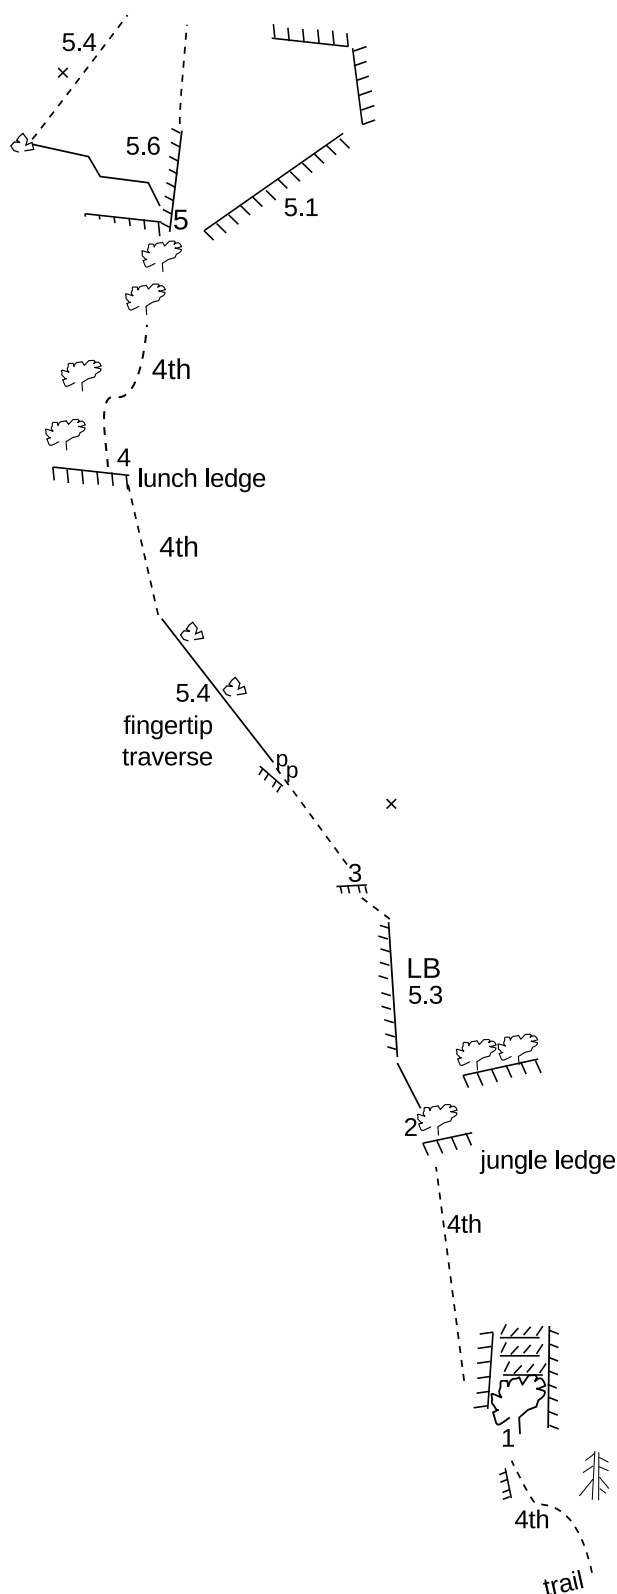 5.4
×
5.6
5
5.1
4th
4
lunch ledge
4th
5.4
fingertip
traverse
p
p
×
3
LB
5.3
2
jungle ledge
4th
1
4th
trail